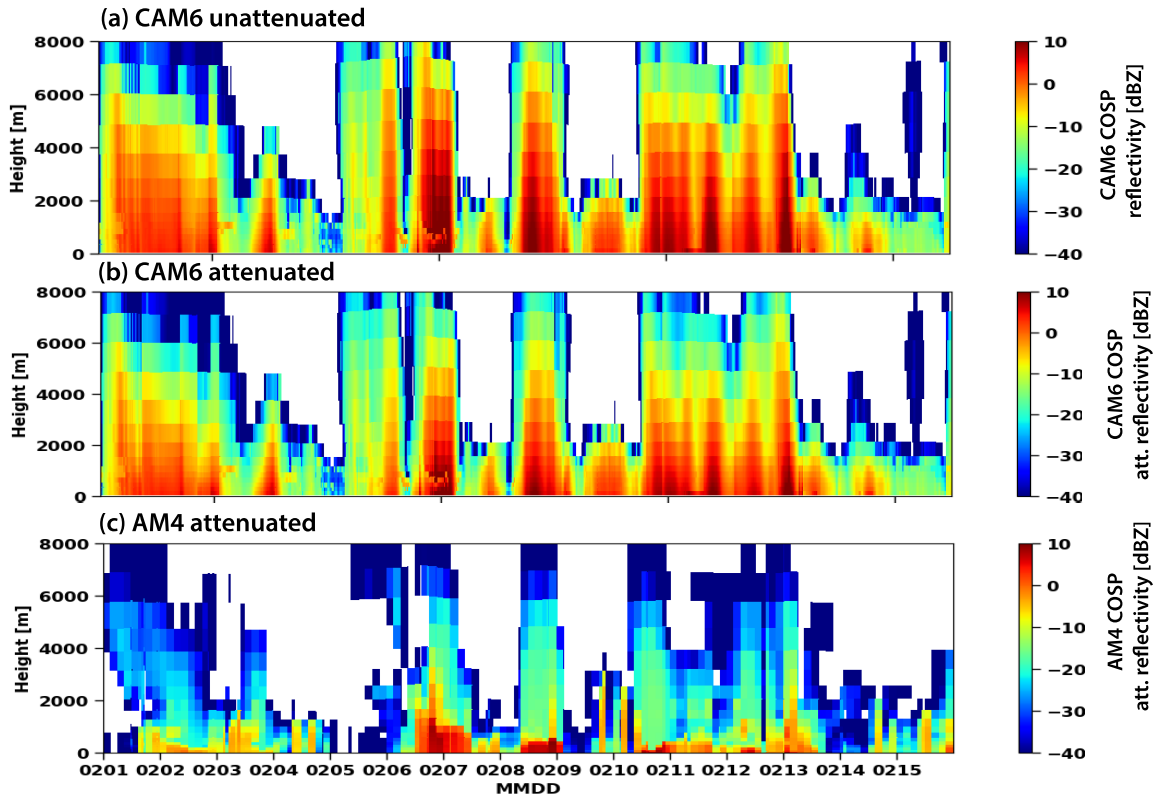 (a) CAM6 unattenuated
8000
6000
4000
2000
0
Height [m]
10
0
−10
−20
−30
−40
CAM6 COSP
reflectivity [dBZ]
(b) CAM6 attenuated
8000
6000
4000
2000
0
Height [m]
10
0
−10
−20
−30
−40
CAM6 COSP
att. reflectivity [dBZ]
(c) AM4 attenuated
8000
6000
4000
2000
0
Height [m]
0201 0202 0203 0204 0205 0206 0207 0208 0209 0210 0211 0212 0213 0214 0215
MMDD
10
0
−10
−20
−30
−40
AM4 COSP
att. reflectivity [dBZ]